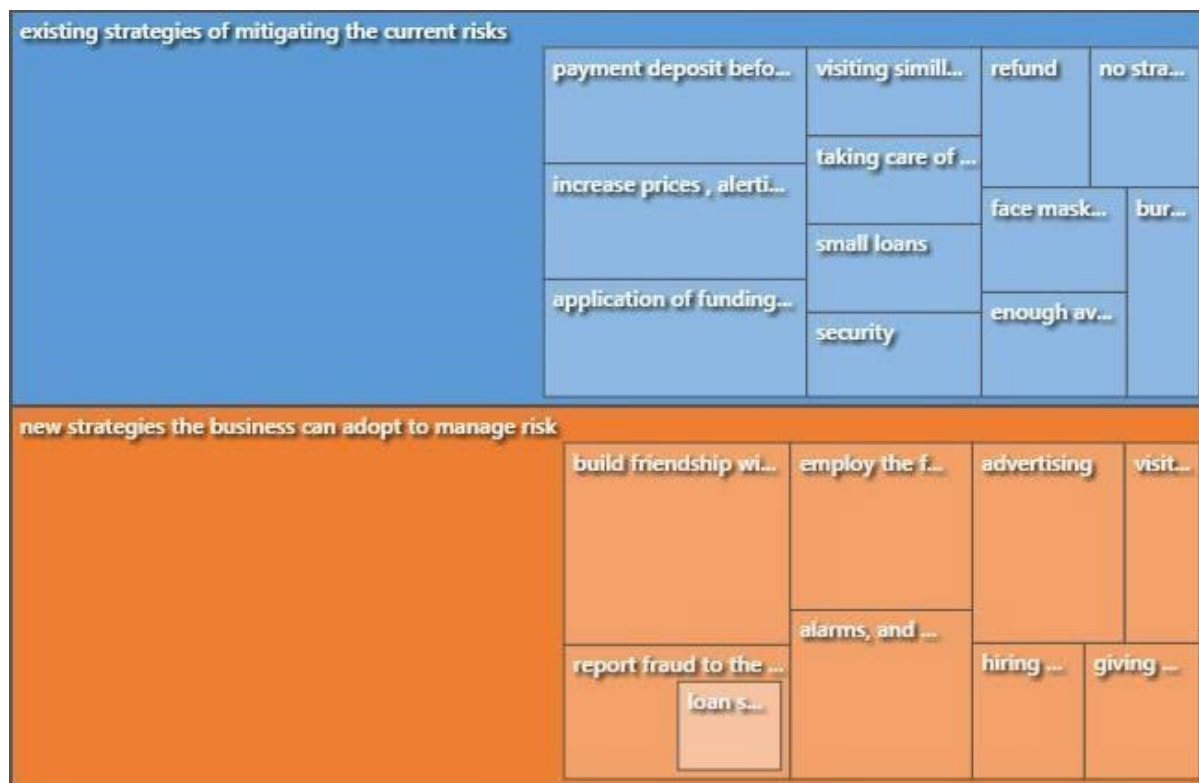 existing strategies of mitigating the current risks
payment deposit befo...
visiting simill...
refund
no stra...
taking care of ...
increase prices , alerti...
face mask...
bur...
small loans
application of funding...
enough av...
security
new strategies the business can adopt to manage risk
build friendship wi...
employ the f...
advertising
visit...
alarms, and ...
report fraud to the ...
hiring ...
giving ...
loan s...